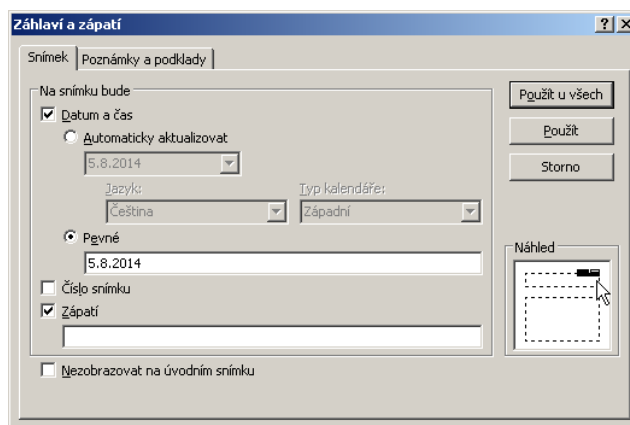 Záhlaví a zápatí
Snímek
Poznámky a podklady
Na snímku bude
Datum a čas
Automaticky aktualizovat
5.8.2014
Jazyk:
Typ kalendáře:
Čeština
Západní
Pevné
5.8.2014
Číslo snímku
Zápatí
Nezobrazovat na úvodním snímku
Použít u všech
Použít
Storno
Náhled